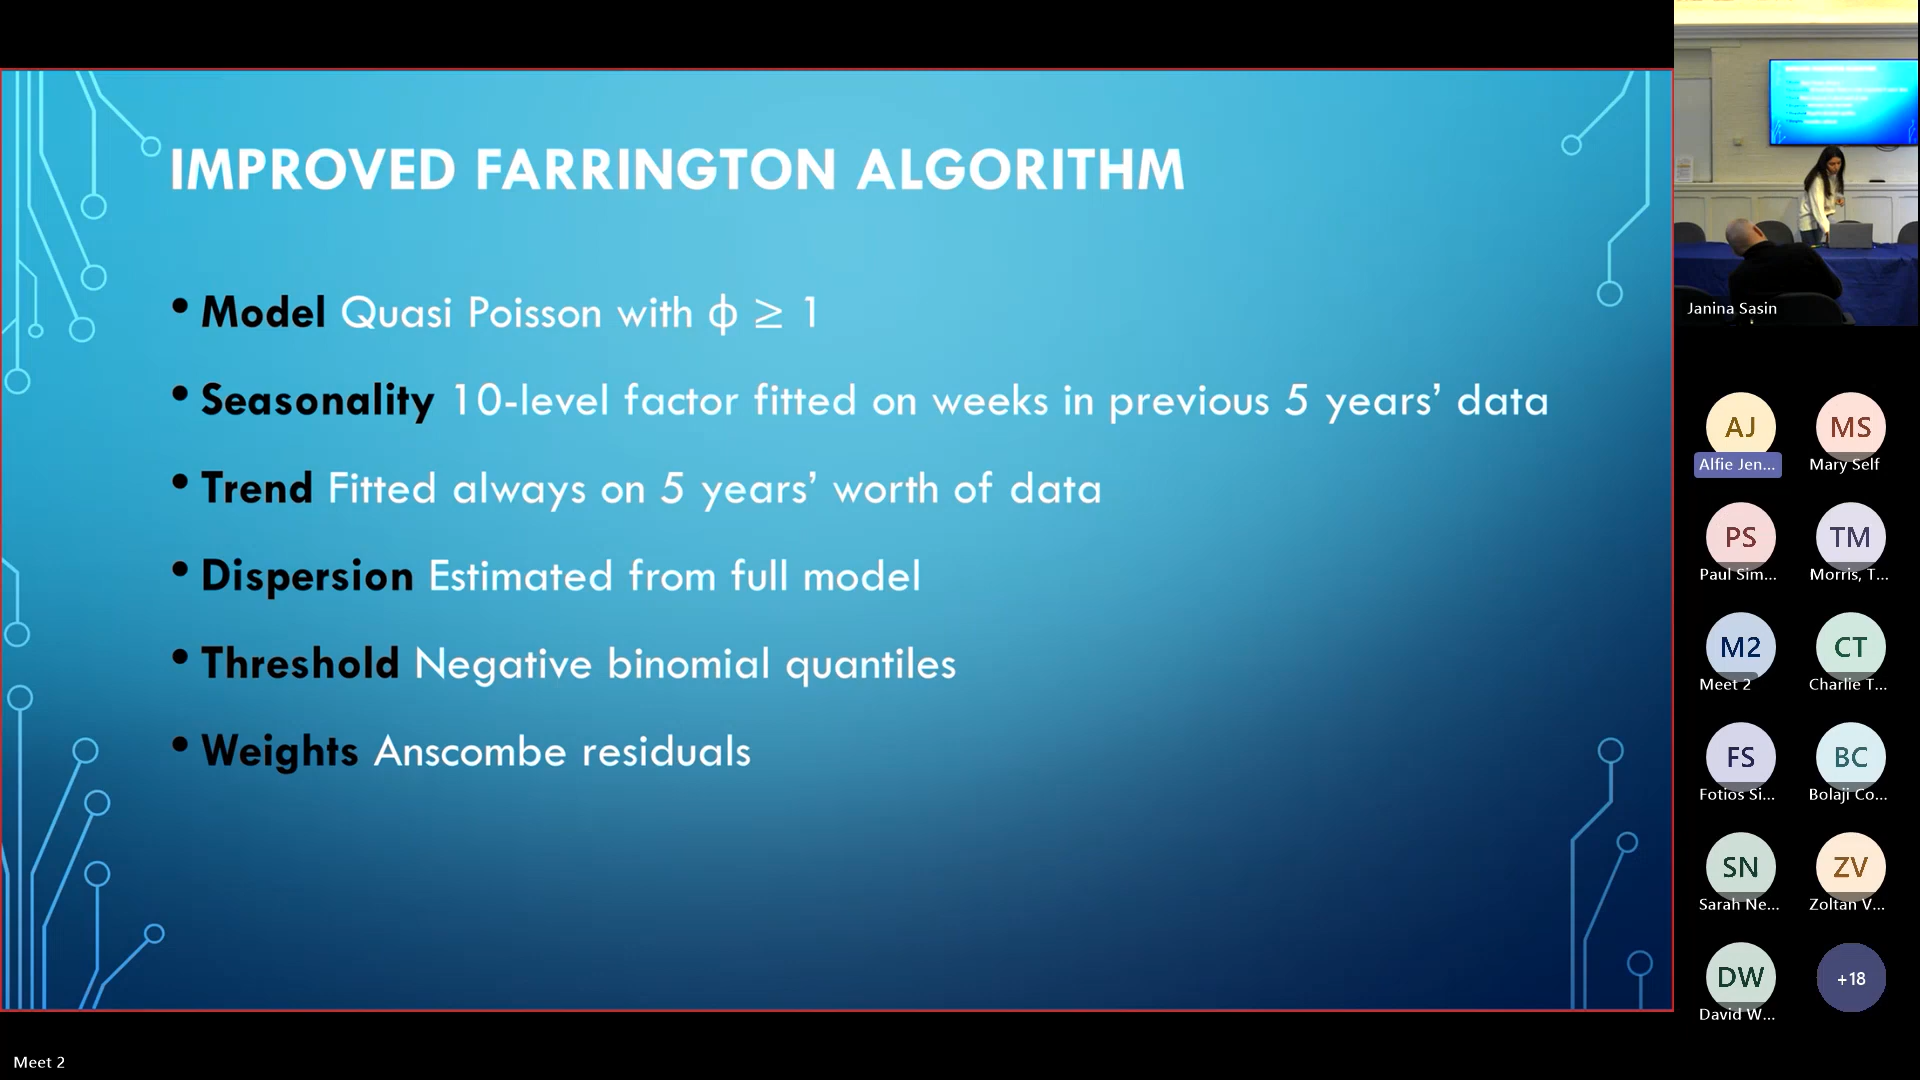 IMPROVED FARRINGTON ALGORITHM
• Model Quasi Poisson with ϕ ≥ 1
• Seasonality 10-level factor fitted on weeks in previous 5 years’ data
• Trend Fitted always on 5 years’ worth of data
• Dispersion Estimated from full model
• Threshold Negative binomial quantiles
• Weights Anscombe residuals
Meet 2
Janina Sasin
AJ
Alfie Jen...
MS
Mary Self
PS
Paul Sim...
TM
Morris, T...
M2
Meet 2
CT
Charlie T...
FS
Fotios Si...
BC
Bolaji Co...
SN
Sarah Ne...
ZV
Zoltan V...
DW
David W...
+18